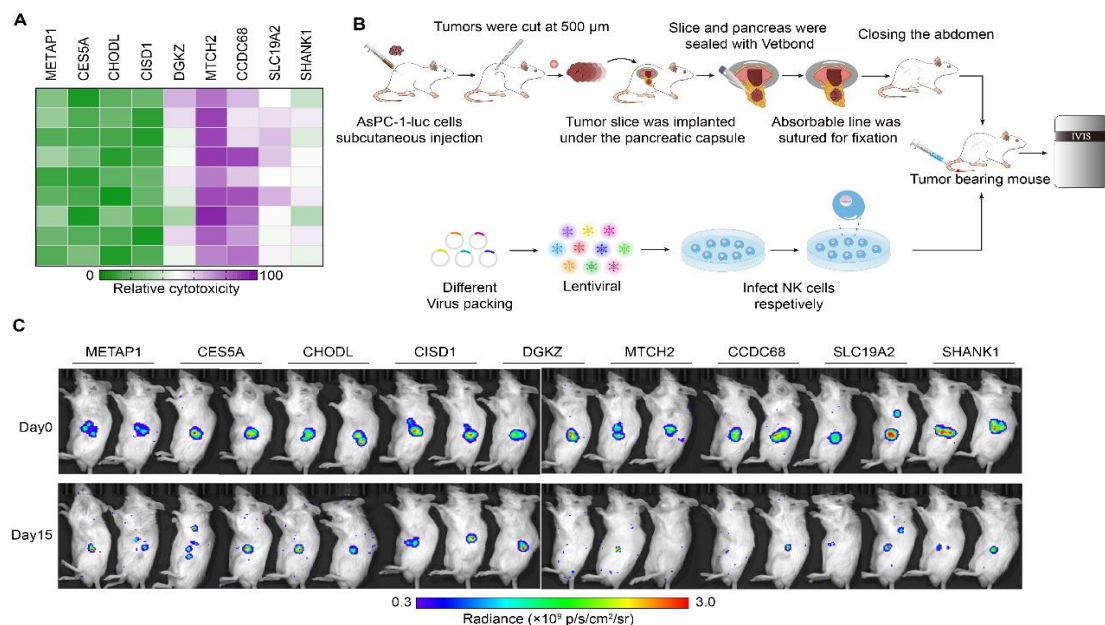 A
METAP1
CES5A
CHODL
CISD1
DGKZ
MTCH2
CCDC68
SLC19A2
SHANK1
0
100
Relative cytotoxicity
B
Tumors were cut at 500 μm
Slice and pancreas were
sealed with Vetbond
Closing the abdomen
AsPC-1-luc cells
subcutaneous injection
Tumor slice was implanted
under the pancreatic capsule
Absorbable line was
sutured for fixation
IVIS
Tumor bearing mouse
Different
Virus packing
Lentiviral
Infect NK cells
respetively
C
METAP1 CES5A CHODL CISD1 DGKZ MTCH2 CCDC68 SLC19A2 SHANK1
Day0
Day15
0.3 3.0
Radiance (×10⁹ p/s/cm²/sr)